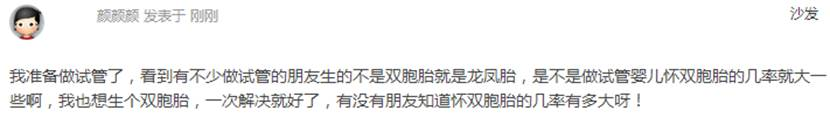 颜颜颜 发表于 刚刚 沙发
我准备做试管了，看到有不少做试管的朋友生的不是双胞胎就是龙凤胎，是不是做试管婴儿怀双胞胎的几率就大一
些啊，我也想生个双胞胎，一次解决就好了，有没有朋友知道怀双胞胎的几率有多大呀！